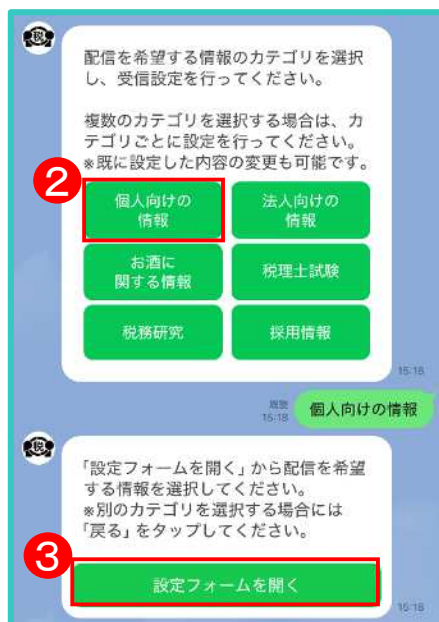 税
配信を希望する情報のカテゴリを選択
し、受信設定を行ってください。
複数のカテゴリを選択する場合は、カ
テゴリごとに設定を行ってください。
※既に設定した内容の変更も可能です。
2
個人向けの
情報
法人向けの
情報
お酒に
関する情報
税理士試験
税務研究
採用情報
15:18
既読
15:18
個人向けの情報
税
「設定フォームを開く」から配信を希望
する情報を選択してください。
※別のカテゴリを選択する場合には
「戻る」をタップしてください。
3
設定フォームを開く
15:18